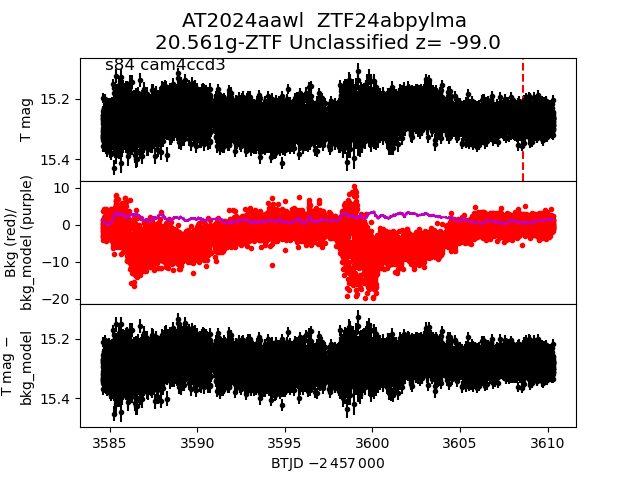 AT2024aawl  ZTF24abpylma
20.561g-ZTF Unclassified z= -99.0
s84 cam4ccd3
T mag
15.2
15.4
Bkg (red)/
bkg_model (purple)
10
0
−10
−20
T mag −
bkg_model
15.2
15.4
3585 3590 3595 3600 3605 3610
BTJD −2 457 000